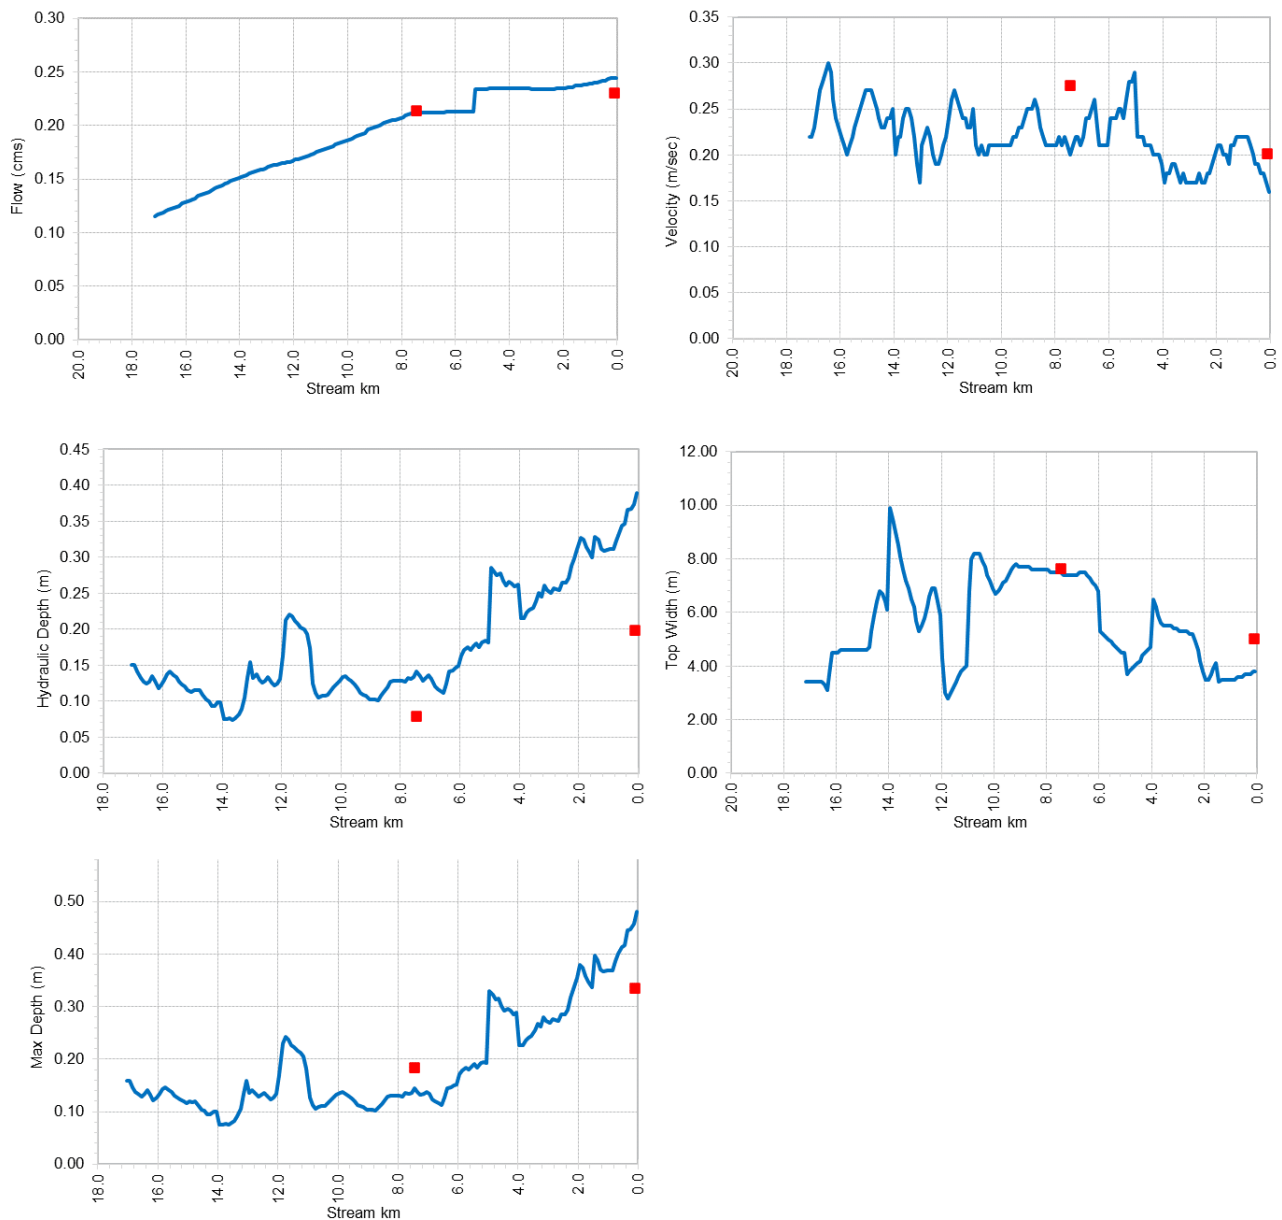 Flow (cms)
0.30
0.25
0.20
0.15
0.10
0.05
0.00
20.0 18.0 16.0 14.0 12.0 10.0 8.0 6.0 4.0 2.0 0.0
Stream km
Velocity (m/sec)
0.35
0.30
0.25
0.20
0.15
0.10
0.05
0.00
20.0 18.0 16.0 14.0 12.0 10.0 8.0 6.0 4.0 2.0 0.0
Stream km
Hydraulic Depth (m)
0.45
0.40
0.35
0.30
0.25
0.20
0.15
0.10
0.05
0.00
18.0 16.0 14.0 12.0 10.0 8.0 6.0 4.0 2.0 0.0
Stream km
Top Width (m)
12.00
10.00
8.00
6.00
4.00
2.00
0.00
20.0 18.0 16.0 14.0 12.0 10.0 8.0 6.0 4.0 2.0 0.0
Stream km
Max Depth (m)
0.50
0.40
0.30
0.20
0.10
0.00
18.0 16.0 14.0 12.0 10.0 8.0 6.0 4.0 2.0 0.0
Stream km